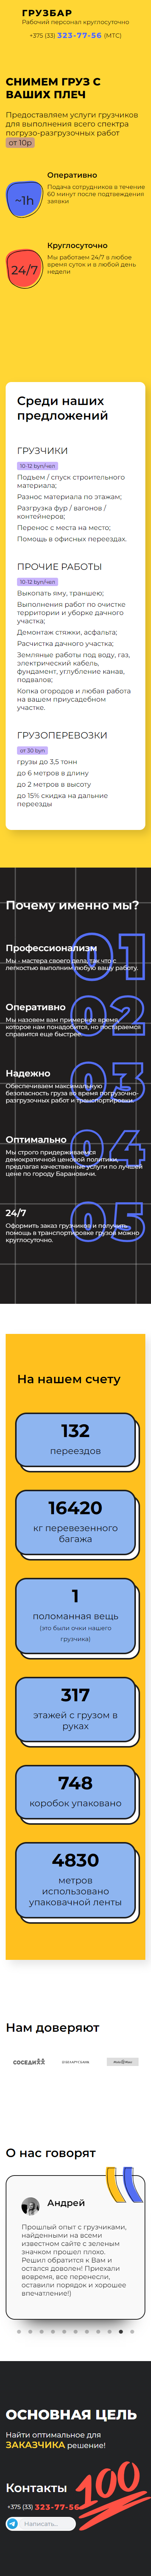 ГРУЗБАР
Рабочий персонал круглосуточно
+375 (33) 323-77-56 (МТС)
СНИМЕМ ГРУЗ С
ВАШИХ ПЛЕЧ
Предоставляем услуги грузчиков
для выполнения всего спектра
погрузо-разгрузочных работ
от 10р
~1h
Оперативно
Подача сотрудников в течение
60 минут после подтвеждения
заявки
24/7
Круглосуточно
Мы работаем 24/7 в любое
время суток и в любой день
недели
Среди наших
предложений
ГРУЗЧИКИ
10-12 byn/чел
Подъем / спуск строительного
материала;
Разнос материала по этажам;
Разгрузка фур / вагонов /
контейнеров;
Перенос с места на место;
Помощь в офисных переездах.
ПРОЧИЕ РАБОТЫ
10-12 byn/чел
Выкопать яму, траншею;
Выполнения работ по очистке
территории и уборке дачного
участка;
Демонтаж стяжки, асфальта;
Расчистка дачного участка;
Земляные работы под воду, газ,
электрический кабель,
фундамент, углубление канав,
подвалов;
Копка огородов и любая работа
на вашем приусадебном
участке.
ГРУЗОПЕРЕВОЗКИ
от 30 byn
грузы до 3,5 тонн
до 6 метров в длину
до 2 метров в высоту
до 15% скидка на дальние
переезды
Почему именно мы?
01
Профессионализм
Мы - мастера своего дела, так что с
легкостью выполним любую вашу работу.
02
Оперативно
Мы назовем вам примерное время,
которое нам понадобится, но постараемся
справится еще быстрее.
03
Надежно
Обеспечиваем максимальную
безопасность груза во время погрузочно-
разгрузочных работ и транспортировки.
04
Оптимально
Мы строго придерживаемся
демократичной ценовой политики,
предлагая качественные услуги по лучшей
цене по городу Барановичи.
05
24/7
Оформить заказ грузчиков и получить
помощь в транспортировке грузов можно
круглосуточно.
На нашем счету
132
переездов
16420
кг перевезенного
багажа
1
поломанная вещь
(это были очки нашего
грузчика)
317
этажей с грузом в
руках
748
коробок упаковано
4830
метров
использовано
упаковочной ленты
Нам доверяют
СОСЕДИ
О нас говорят
Андрей
Прошлый опыт с грузчиками,
найденными на всеми
известном сайте с зеленым
значком прошел плохо.
Решил обратится к Вам и
остался доволен! Приехали
вовремя, все перенесли,
оставили порядок и хорошее
впечатление!)
ОСНОВНАЯ ЦЕЛЬ
Найти оптимальное для
ЗАКАЗЧИКА решение!
100
Контакты
+375 (33) 323-77-56
Написать...